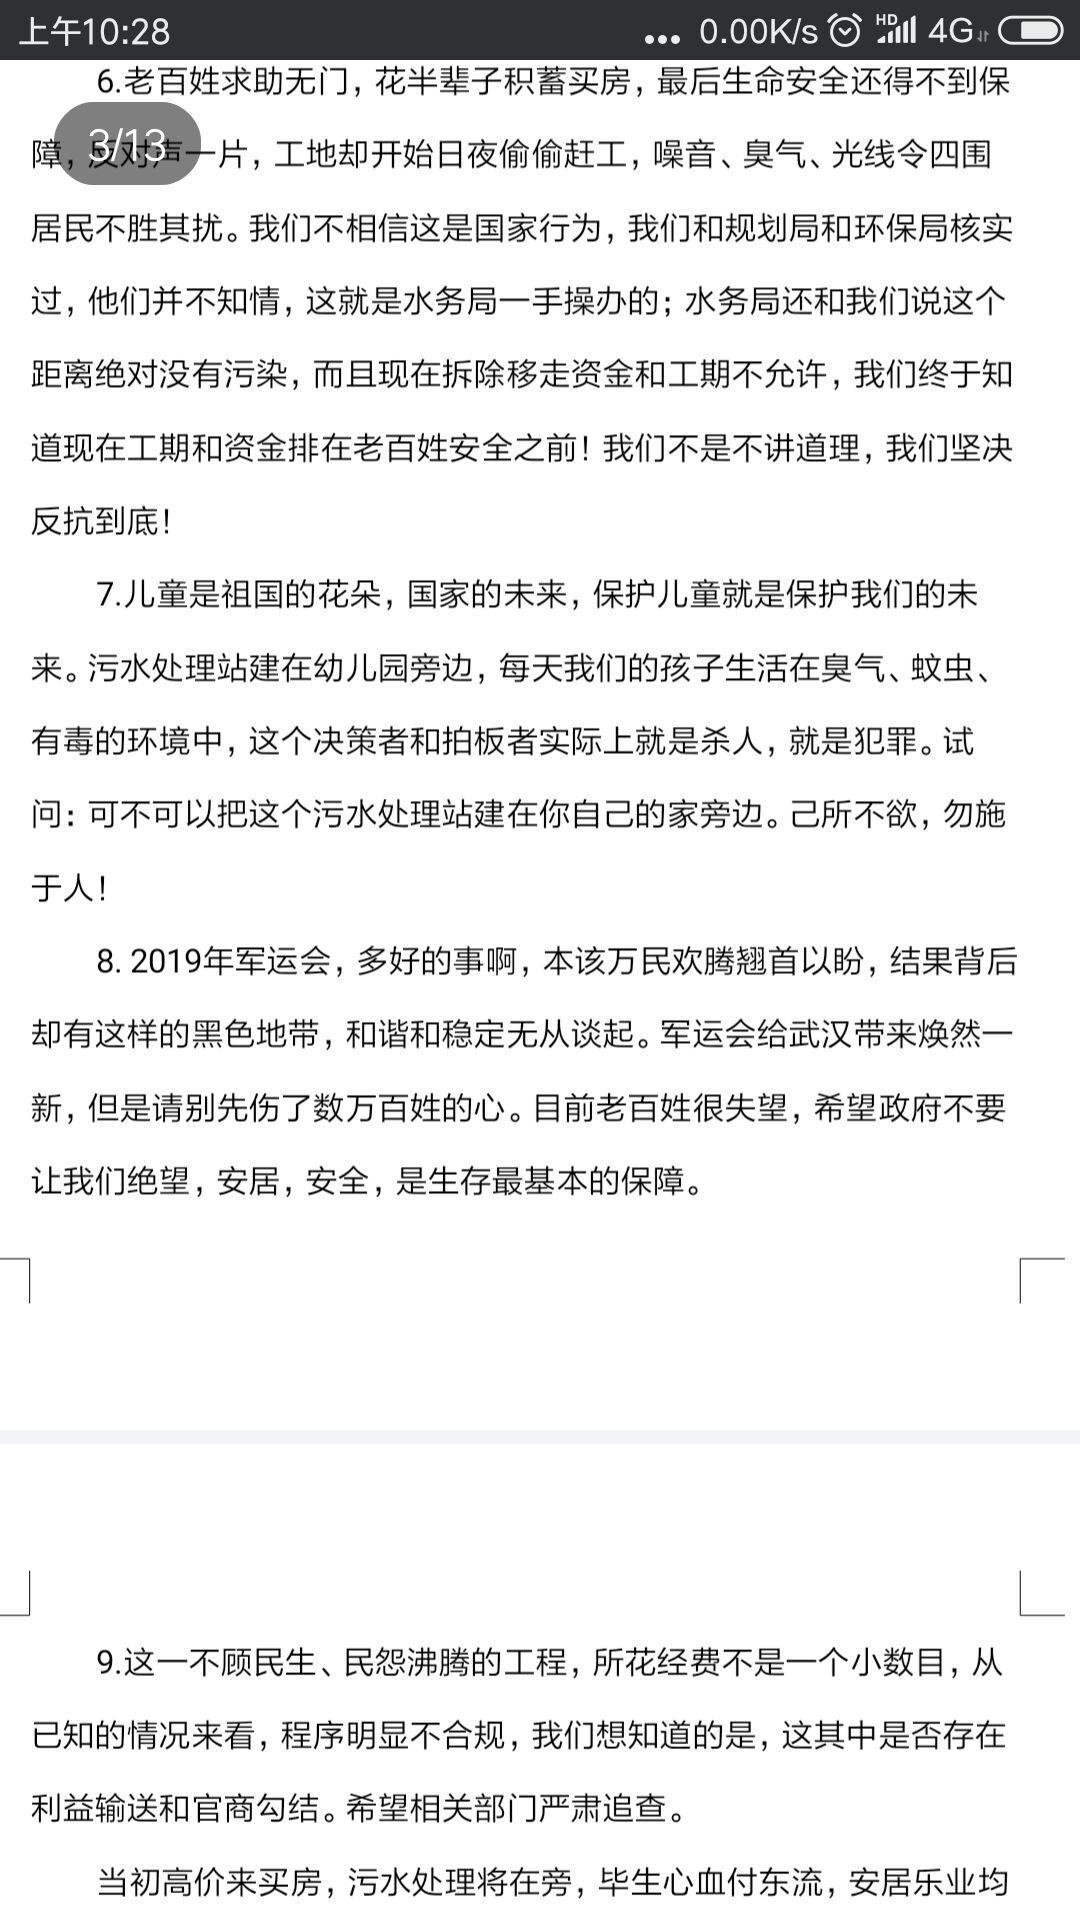 上午10:28
... 0.00K/s HD 4G
6.老百姓求助无门，花半辈子积蓄买房，最后生命安全还得不到保
障，反对声一片，工地却开始日夜偷偷赶工，噪音、臭气、光线令四围
3/13
居民不胜其扰。我们不相信这是国家行为，我们和规划局和环保局核实
过，他们并不知情，这就是水务局一手操办的；水务局还和我们说这个
距离绝对没有污染，而且现在拆除移走资金和工期不允许，我们终于知
道现在工期和资金排在老百姓安全之前！我们不是不讲道理，我们坚决
反抗到底！
7.儿童是祖国的花朵，国家的未来，保护儿童就是保护我们的未
来。污水处理站建在幼儿园旁边，每天我们的孩子生活在臭气、蚊虫、
有毒的环境中，这个决策者和拍板者实际上就是杀人，就是犯罪。试
问：可不可以把这个污水处理站建在你自己的家旁边。己所不欲，勿施
于人！
8. 2019年军运会，多好的事啊，本该万民欢腾翘首以盼，结果背后
却有这样的黑色地带，和谐和稳定无从谈起。军运会给武汉带来焕然一
新，但是请别先伤了数万百姓的心。目前老百姓很失望，希望政府不要
让我们绝望，安居，安全，是生存最基本的保障。
9.这一不顾民生、民怨沸腾的工程，所花经费不是一个小数目，从
已知的情况来看，程序明显不合规，我们想知道的是，这其中是否存在
利益输送和官商勾结。希望相关部门严肃追查。
当初高价来买房，污水处理将在旁，毕生心血付东流，安居乐业均